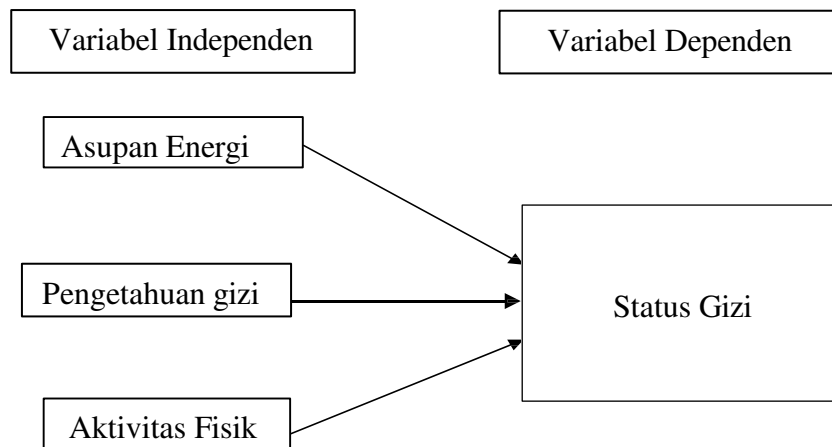 Variabel Independen
Variabel Dependen
Asupan Energi
Pengetahuan gizi
Status Gizi
Aktivitas Fisik